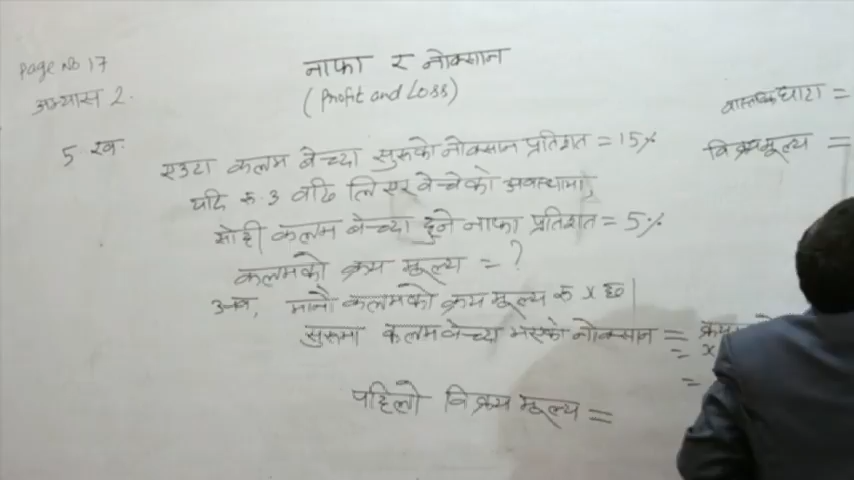 Page No 17
अभ्यास 2.
नाफा र नोक्सान
(Profit and Loss)
5 ख.
एउटा कलम बेच्दा सुरुको नोक्सान प्रतिशत = 15%
यदि रु. 3 बढि लिएर बेचेको अवस्थामा,
सोही कलम बेच्दा हुने नाफा प्रतिशत = 5%
कलमको क्रय मूल्य = ?
अब, मानौ कलमको क्रय मूल्य रु x छ।
सुरुमा कलम बेच्दा भएको नोक्सान =
= x
=
पहिलो विक्रय मूल्य =
घाटा =
विक्रय मूल्य =